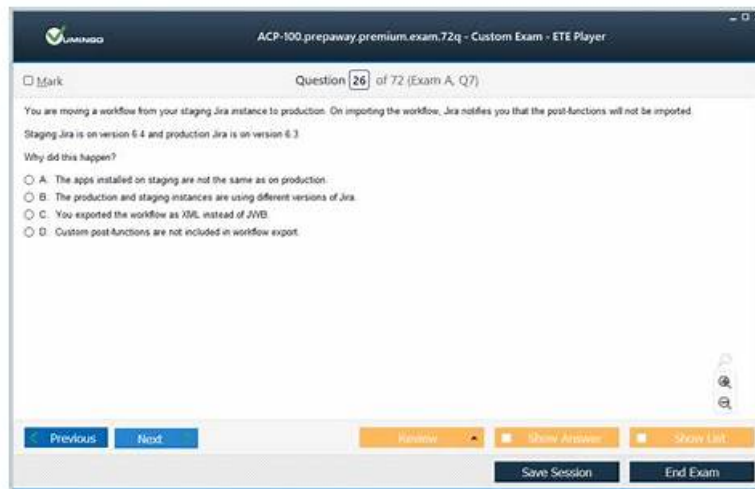 VUMINGO
ACP-100.prepaway.premium.exam.72q - Custom Exam - ETE Player
Mark
Question 26 of 72 (Exam A, Q7)
You are moving a workflow from your staging Jira instance to production. On importing the workflow, Jira notifies you that the post-functions will not be imported.
Staging Jira is on version 6.4 and production Jira is on version 6.3
Why did this happen?
A. The apps installed on staging are not the same as on production.
B. The production and staging instances are using different versions of Jira.
C. You exported the workflow as XML instead of JWB.
D. Custom post-functions are not included in workflow export.
Previous
Next
Review
Show Answer
Show List
Save Session
End Exam